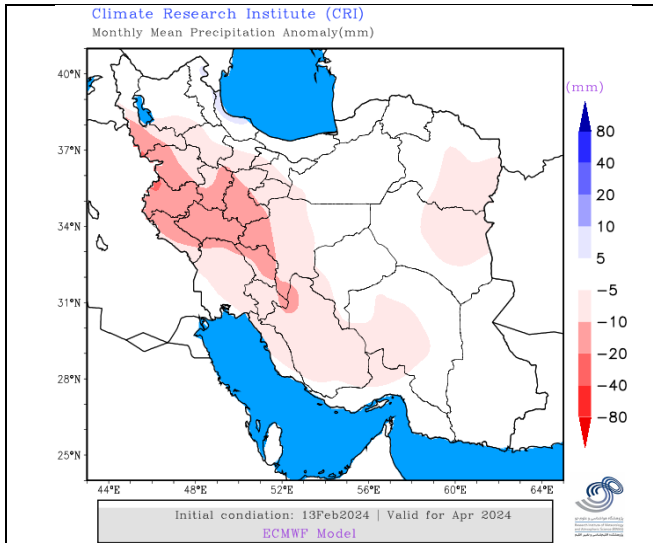 Climate Research Institute (CRI)
Monthly Mean Precipitation Anomaly(mm)
40°N
37°N
34°N
31°N
28°N
25°N
44°E
48°E
52°E
56°E
60°E
64°E
(mm)
80
40
20
10
5
−5
−10
−20
−40
−80
Initial condiation: 13Feb2024 | Valid for Apr 2024
ECMWF Model